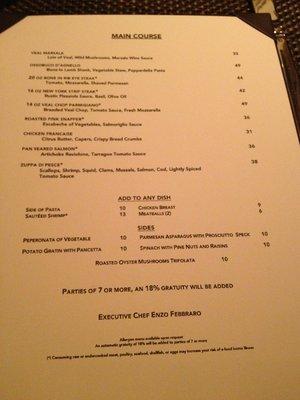 MAIN COURSE
VEAL MARSALA 35
Loin of Veal, Wild Mushrooms, Marsala Wine Sauce
OSSOBUCO D'AGNELLO 49
Bone In Lamb Shank, Vegetable Stew, Pappardella Pasta
20 OZ BONE IN RIB EYE STEAK* 44
Tomato, Mozzarella, Shaved Parmesan
16 OZ NEW YORK STRIP STEAK* 42
Rustic Peasante Sauce, Basil, Olive Oil
14 OZ VEAL CHOP PARMIGIANO* 49
Breaded Veal Chop, Tomato Sauce, Fresh Mozzarella
ROASTED PINK SNAPPER* 36
Escabeche of Vegetables, Salmoriglio Sauce
CHICKEN FRANCAISE 31
Citrus Butter, Capers, Crispy Bread Crumbs
PAN SEARED SALMON* 36
Artichoke Raviolone, Tarragon Tomato Sauce
ZUPPA DI PESCE* 38
Scallops, Shrimp, Squid, Clams, Mussels, Salmon, Cod, Lightly Spiced
Tomato Sauce
ADD TO ANY DISH
SIDE OF PASTA 10 CHICKEN BREAST 9
SAUTÉED SHRIMP* 13 MEATBALLS (2) 6
SIDES
PEPERONATA OF VEGETABLE 10 PARMESAN ASPARAGUS WITH PROSCIUTTO SPECK 10
POTATO GRATIN WITH PANCETTA 10 SPINACH WITH PINE NUTS AND RAISINS 10
ROASTED OYSTER MUSHROOMS TRIFOLATA 10
PARTIES OF 7 OR MORE, AN 18% GRATUITY WILL BE ADDED
EXECUTIVE CHEF ENZO FEBBRARO
Allergen menu available upon request
An automatic gratuity of 18% will be added to parties of 7 or more
(*) Consuming raw or undercooked meat, poultry, seafood, shellfish, or eggs may increase your risk of a food borne illness